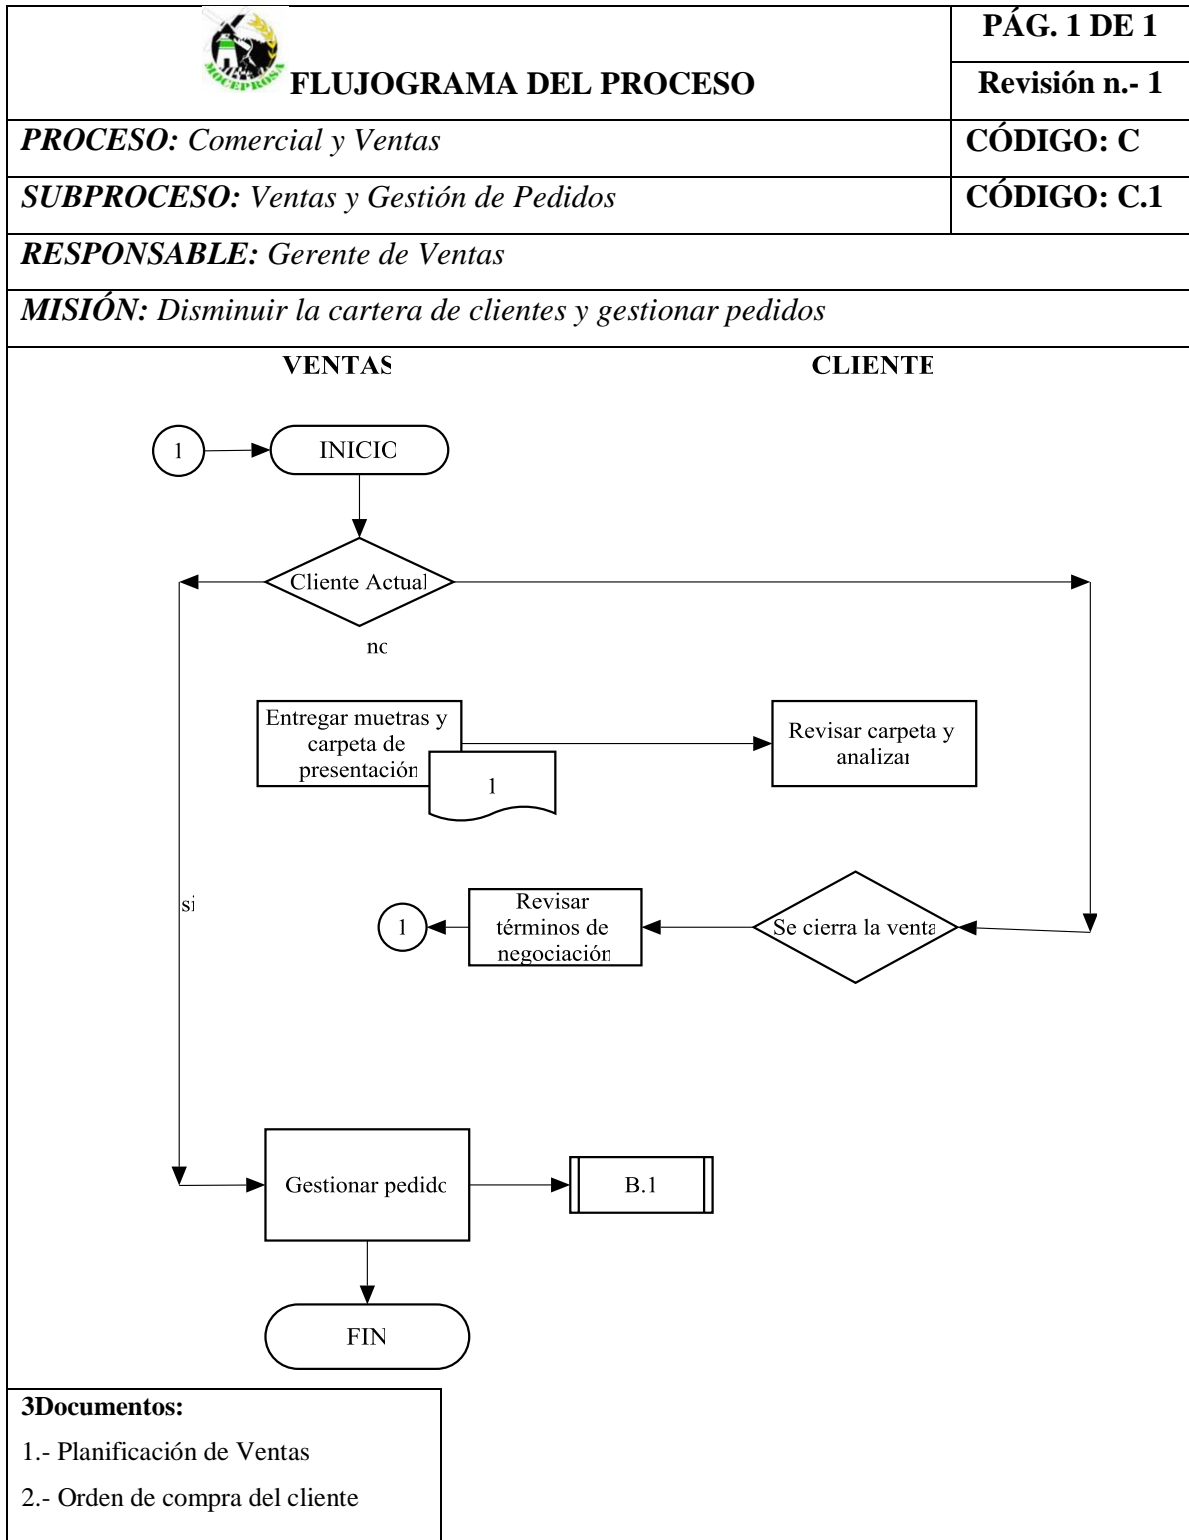 PÁG. 1 DE 1
MOCEPROSA
FLUJOGRAMA DEL PROCESO
Revisión n.- 1
PROCESO: Comercial y Ventas
CÓDIGO: C
SUBPROCESO: Ventas y Gestión de Pedidos
CÓDIGO: C.1
RESPONSABLE: Gerente de Ventas
MISIÓN: Disminuir la cartera de clientes y gestionar pedidos
VENTAS
CLIENTE
1
INICIO
Cliente Actual
no
Entregar muetras y
carpeta de
presentación
1
Revisar carpeta y
analizar
si
1
Revisar
términos de
negociación
Se cierra la venta
Gestionar pedido
B.1
FIN
3Documentos:
1.- Planificación de Ventas
2.- Orden de compra del cliente